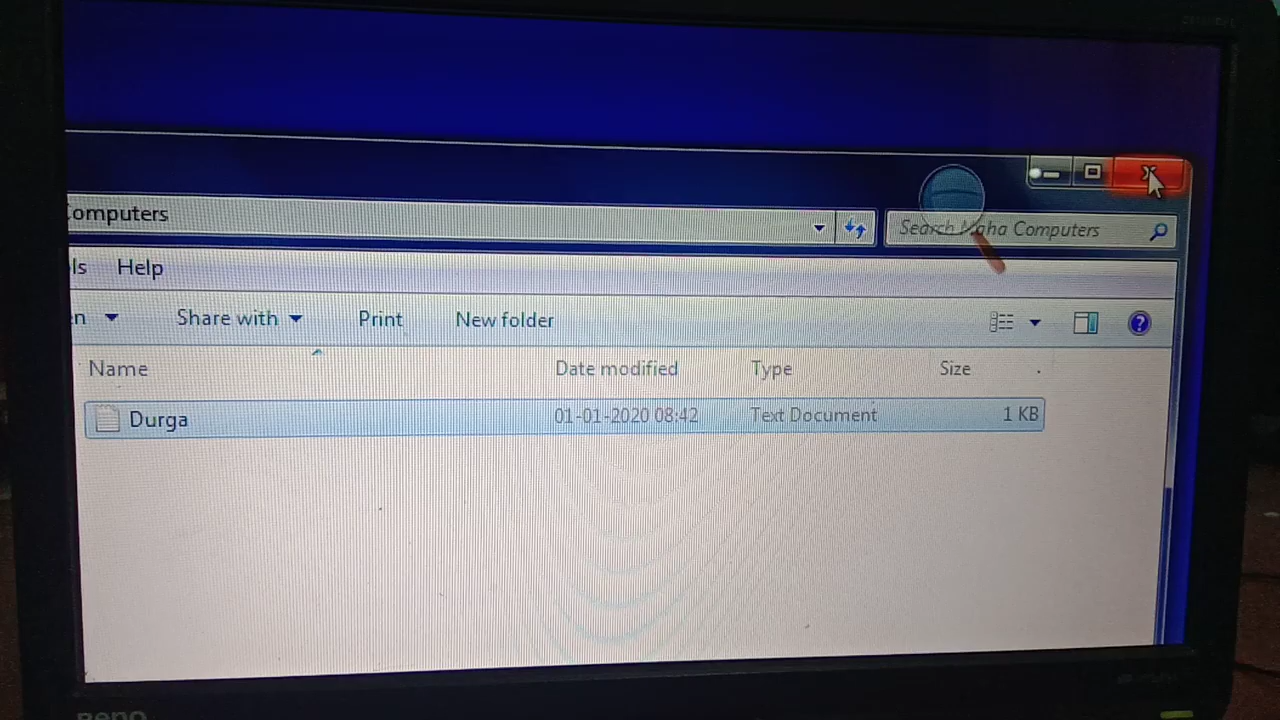 omputers
Search Maha Computers
ls Help
n Share with Print New folder
Name Date modified Type Size
Durga 01-01-2020 08:42 Text Document 1 KB